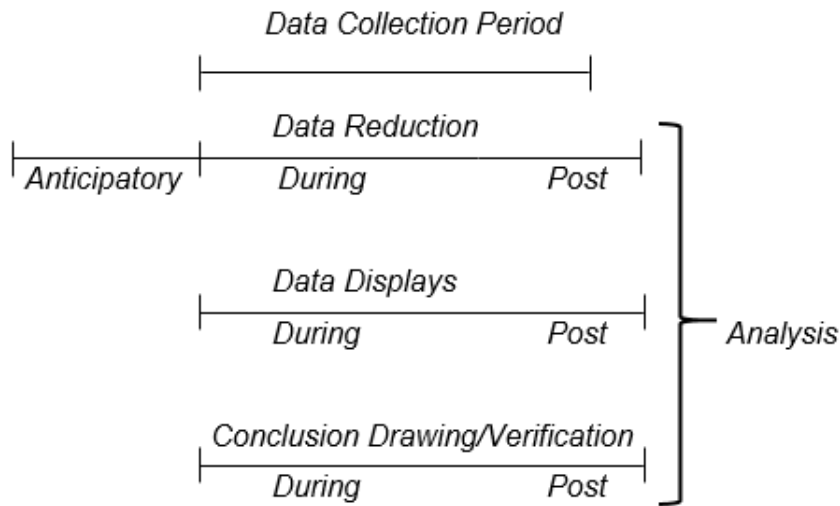 Data Collection Period
Data Reduction
Anticipatory During Post
Data Displays
During Post
Analysis
Conclusion Drawing/Verification
During Post